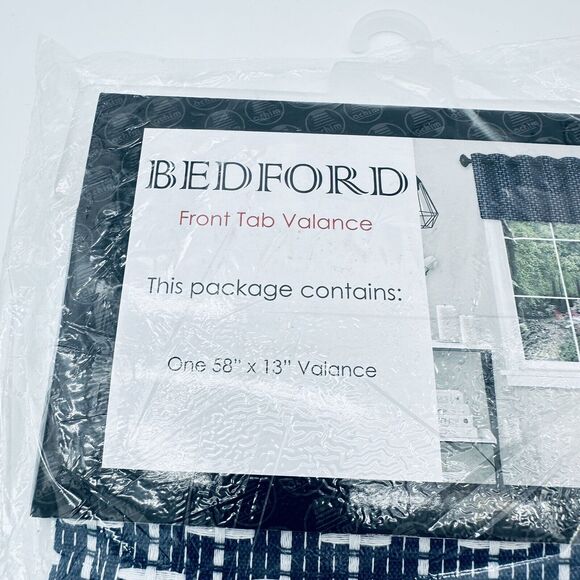 BEDFORD
Front Tab Valance
This package contains:
One 58" x 13" Valance